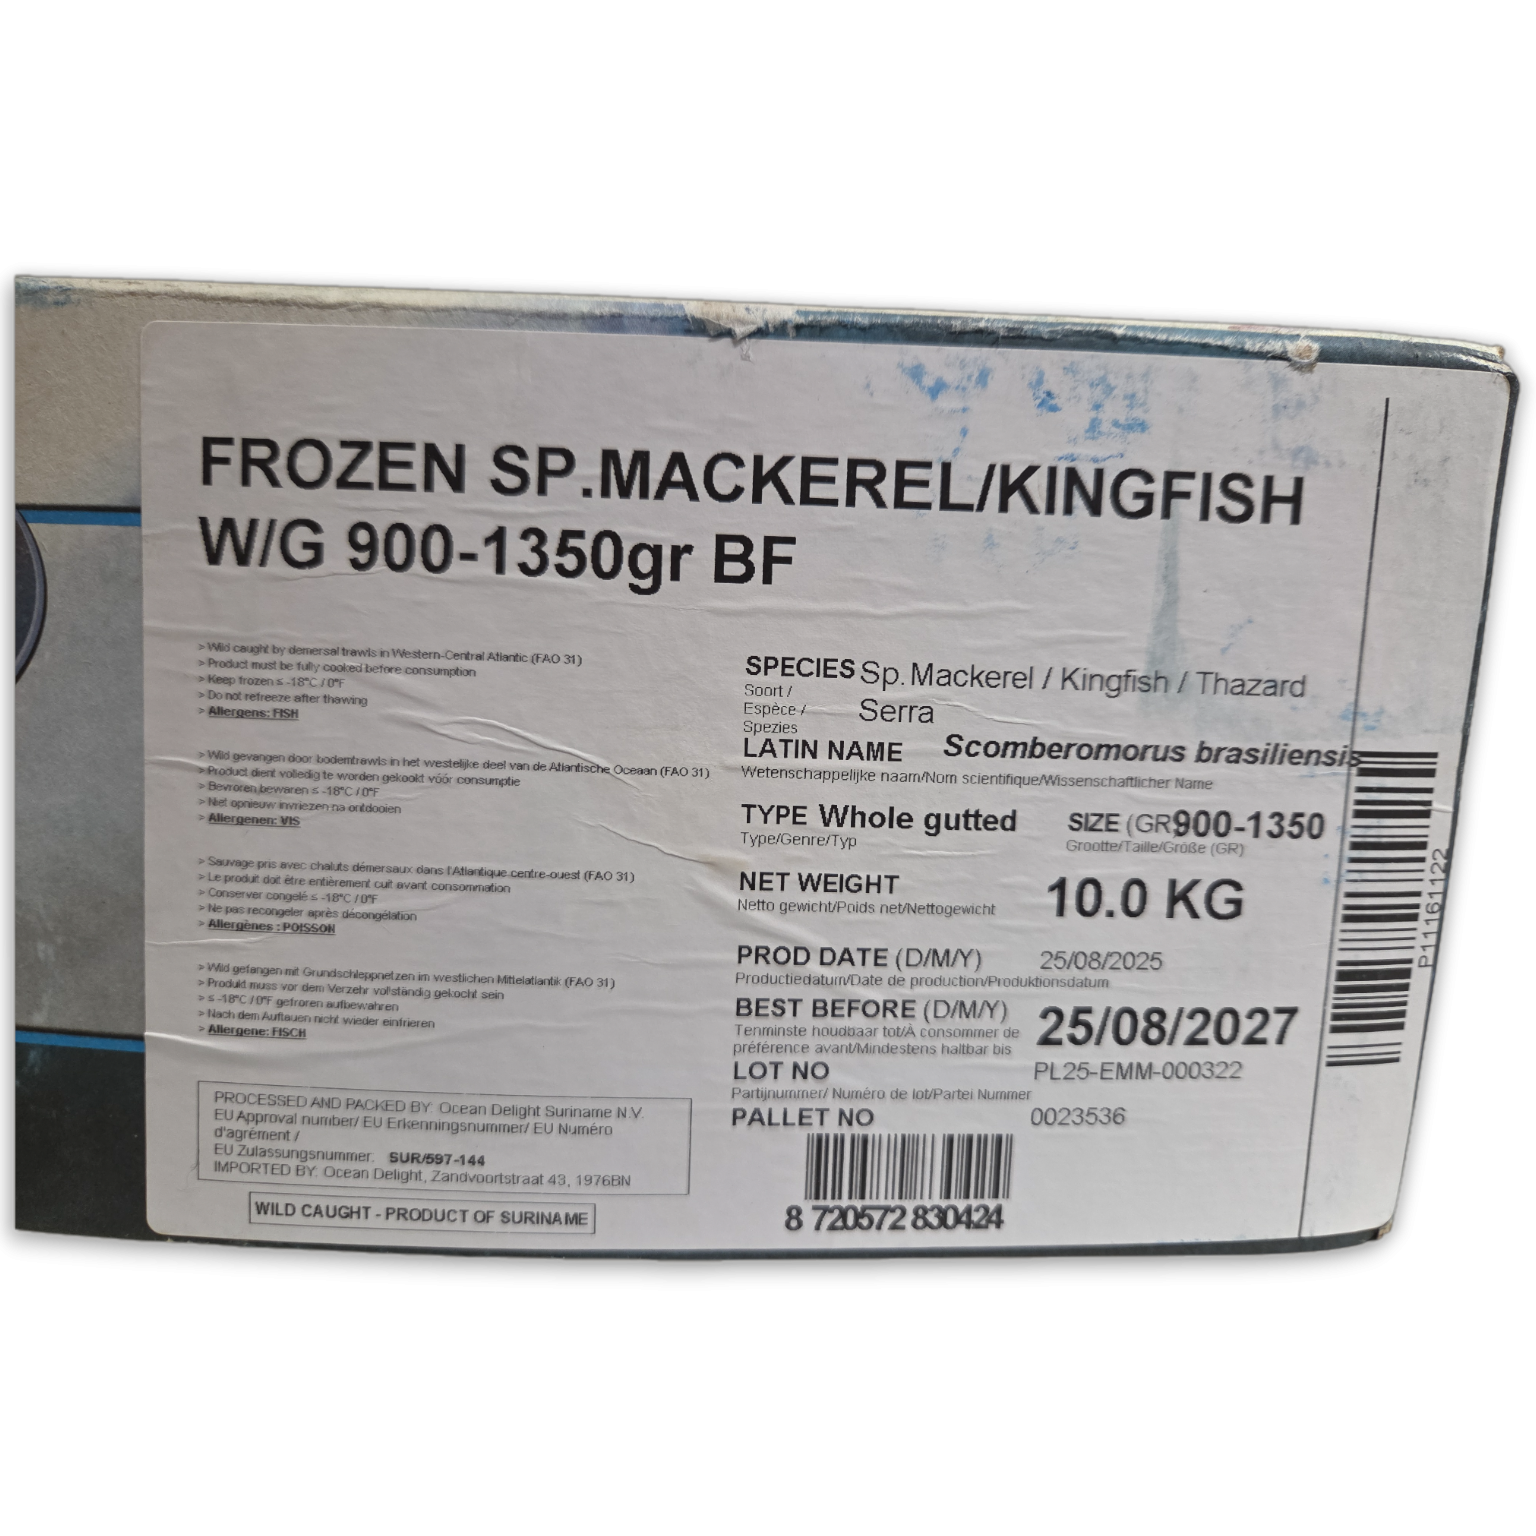 FROZEN SP.MACKEREL/KINGFISH
W/G 900-1350gr BF
> Wild caught by demersal trawls in Western-Central Atlantic (FAO 31)
> Product must be fully cooked before consumption
> Keep frozen ≤ -18°C / 0°F
> Do not refreeze after thawing
> Allergens: FISH
> Wild gevangen door bodemtrawls in het westelijke deel van de Atlantische Oceaan (FAO 31)
> Product dient volledig te worden gekookt vóór consumptie
> Bevroren bewaren ≤ -18°C / 0°F
> Niet opnieuw invriezen na ontdooien
> Allergenen: VIS
> Sauvage pris avec chaluts démersaux dans l'Atlantique centre-ouest (FAO 31)
> Le produit doit être entièrement cuit avant consommation
> Conserver congelé ≤ -18°C / 0°F
> Ne pas recongeler après décongélation
> Allergènes : POISSON
> Wild gefangen mit Grundschleppnetzen im westlichen Mittelatlantik (FAO 31)
> Produkt muss vor dem Verzehr vollständig gekocht sein
> ≤ -18°C / 0°F gefroren aufbewahren
> Nach dem Auftauen nicht wieder einfrieren
> Allergene: FISCH
PROCESSED AND PACKED BY: Ocean Delight Suriname N.V.
EU Approval number/ EU Erkenningsnummer/ EU Numéro
d'agrément /
EU Zulassungsnummer: SUR/597-144
IMPORTED BY: Ocean Delight, Zandvoortstraat 43, 1976BN
WILD CAUGHT - PRODUCT OF SURINAME
SPECIES Sp. Mackerel / Kingfish / Thazard
Soort /
Espèce / Serra
Spezies
LATIN NAME Scomberomorus brasiliensis
Wetenschappelijke naam/Nom scientifique/Wissenschaftlicher Name
TYPE Whole gutted SIZE (GR 900-1350
Type/Genre/Typ Grootte/Taille/Größe (GR)
NET WEIGHT 10.0 KG
Netto gewicht/Poids net/Nettogewicht
PROD DATE (D/M/Y) 25/08/2025
Productiedatum/Date de production/Produktionsdatum
BEST BEFORE (D/M/Y) 25/08/2027
Tenminste houdbaar tot/À consommer de
préférence avant/Mindestens haltbar bis
LOT NO PL25-EMM-000322
Partijnummer/ Numéro de lot/Partei Nummer
PALLET NO 0023536
8 720572 830424
P11161122